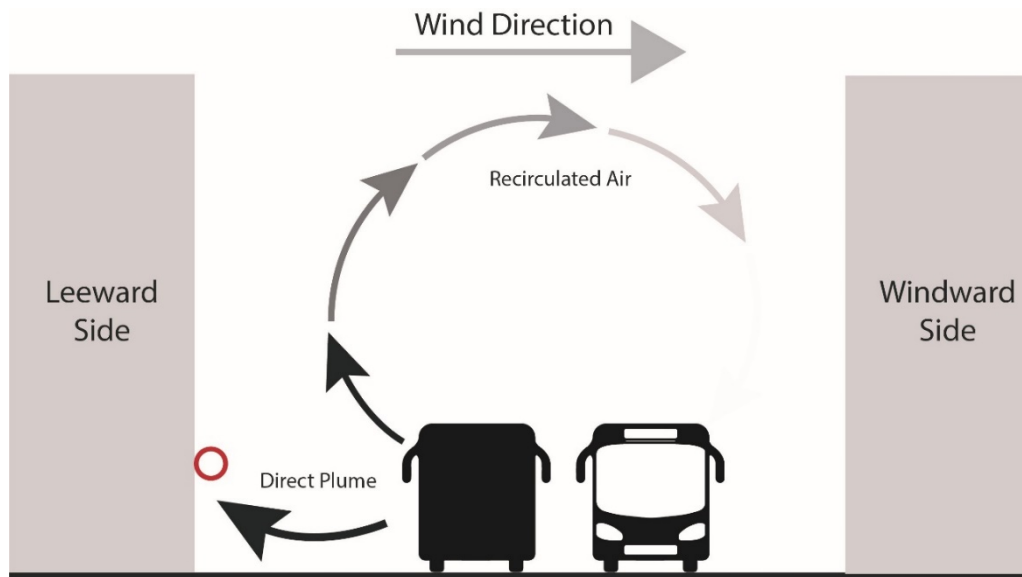 Wind Direction
Recirculated Air
Leeward
Side
Windward
Side
Direct Plume